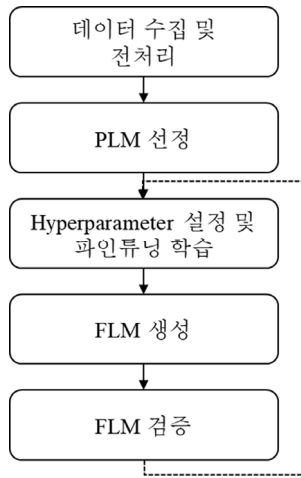 데이터 수집 및
전처리
PLM 선정
Hyperparameter 설정 및
파인튜닝 학습
FLM 생성
FLM 검증